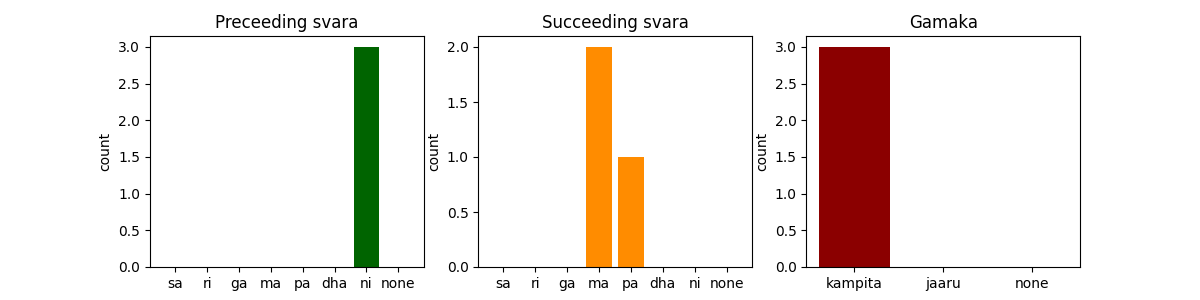 Preceeding svara
count
3.0
2.5
2.0
1.5
1.0
0.5
0.0
sa ri ga ma pa dha ni none
Succeeding svara
count
2.0
1.5
1.0
0.5
0.0
sa ri ga ma pa dha ni none
Gamaka
count
3.0
2.5
2.0
1.5
1.0
0.5
0.0
kampita jaaru none